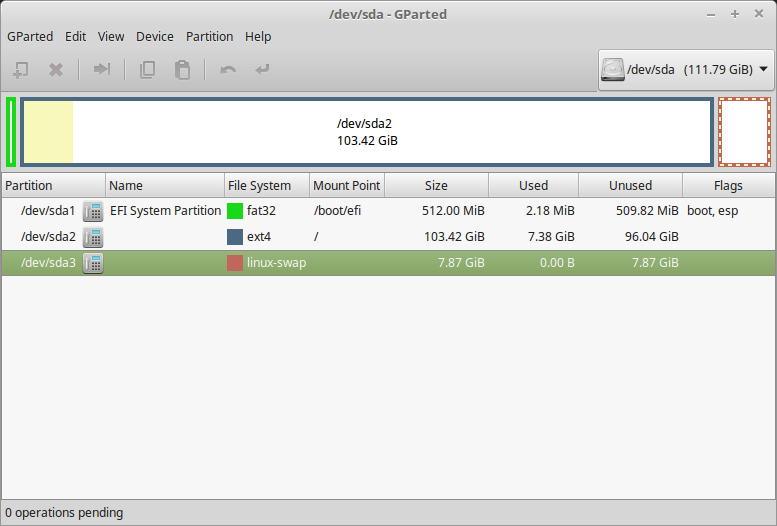 /dev/sda - GParted
GParted Edit View Device Partition Help
/dev/sda (111.79 GiB)
/dev/sda2
103.42 GiB
Partition Name File System Mount Point Size Used Unused Flags
/dev/sda1 EFI System Partition fat32 /boot/efi 512.00 MiB 2.18 MiB 509.82 MiB boot, esp
/dev/sda2 ext4 / 103.42 GiB 7.38 GiB 96.04 GiB
/dev/sda3 linux-swap 7.87 GiB 0.00 B 7.87 GiB
0 operations pending